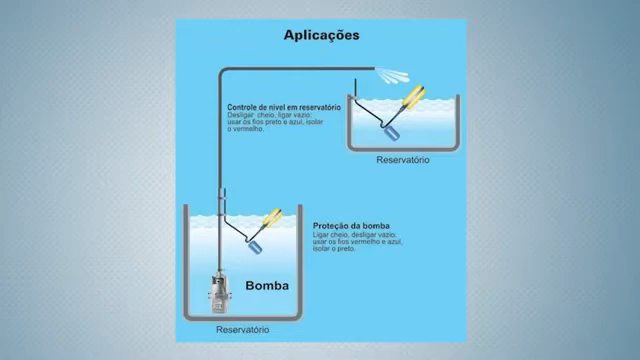 Aplicações
Controle de nível em reservatório
Desligar cheio, ligar vazio:
usar os fios preto e azul, isolar
o vermelho.
Reservatório
Proteção da bomba
Ligar cheio, desligar vazio,
usar os fios vermelho e azul,
isolar o preto.
Bomba
Reservatório